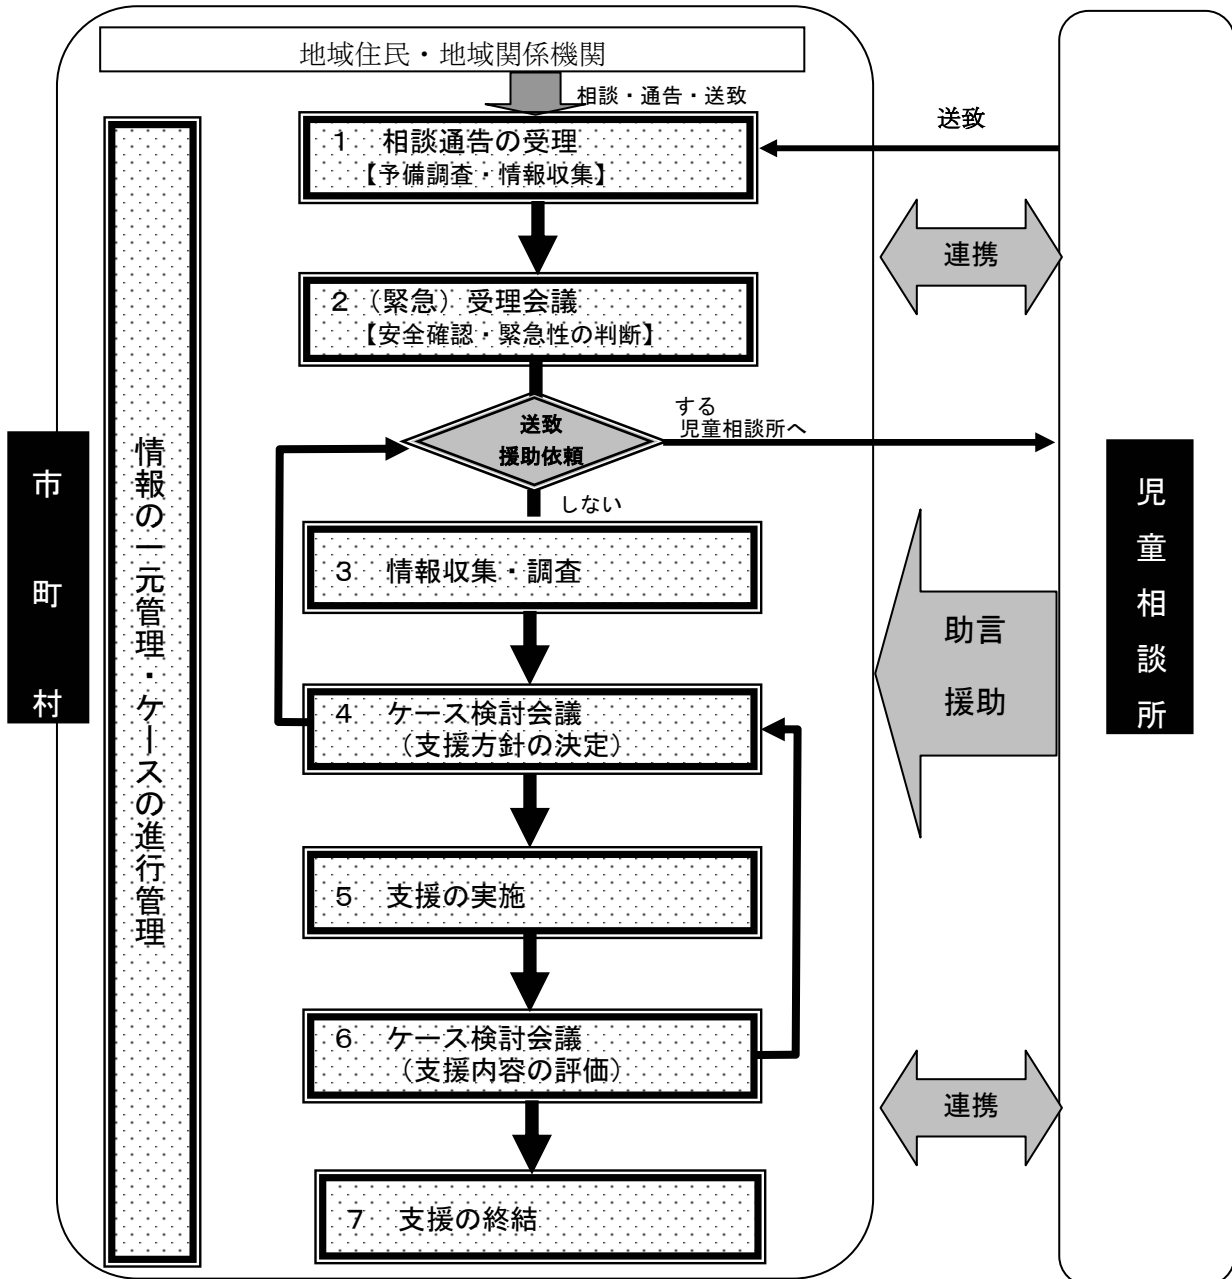 地域住民・地域関係機関
相談・通告・送致
送致
1 相談通告の受理
【予備調査・情報収集】
連携
2 （緊急）受理会議
【安全確認・緊急性の判断】
送致
援助依頼
する
児童相談所へ
しない
市町村
情報の一元管理・ケースの進行管理
児童相談所
3 情報収集・調査
助言
援助
4 ケース検討会議
（支援方針の決定）
5 支援の実施
6 ケース検討会議
（支援内容の評価）
連携
7 支援の終結